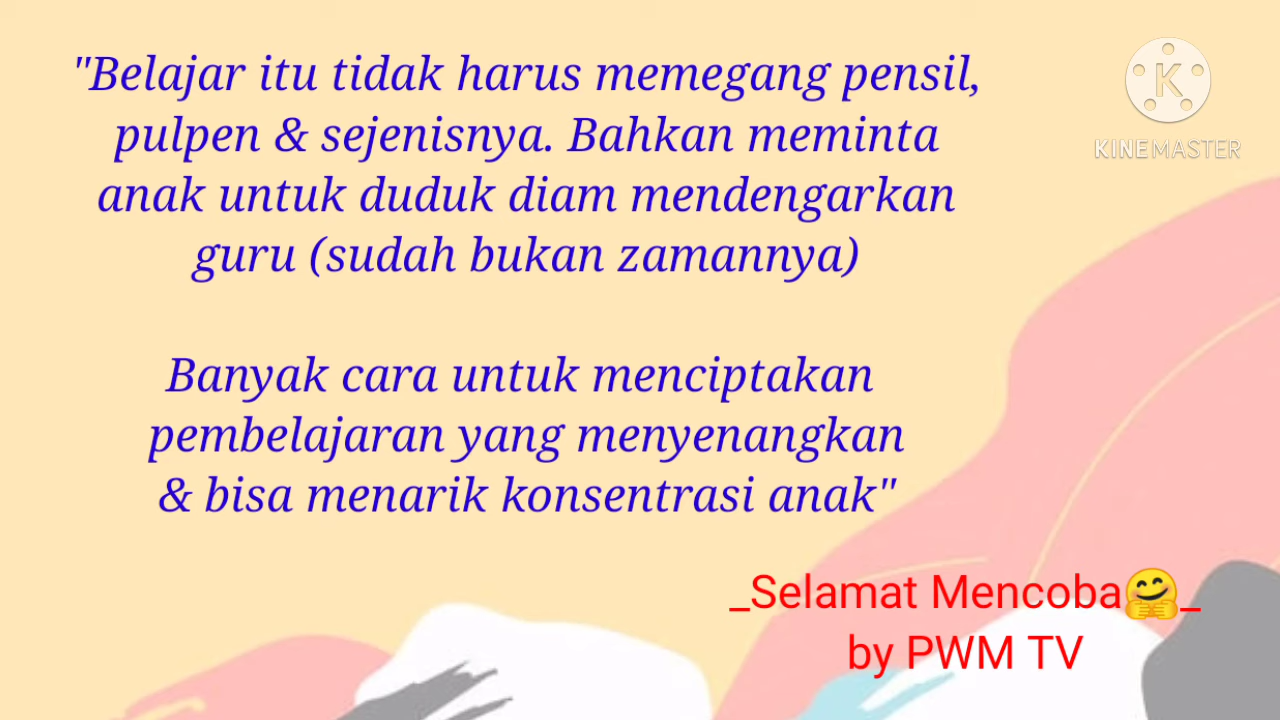 "Belajar itu tidak harus memegang pensil,
pulpen & sejenisnya. Bahkan meminta
anak untuk duduk diam mendengarkan
guru (sudah bukan zamannya)
Banyak cara untuk menciptakan
pembelajaran yang menyenangkan
& bisa menarik konsentrasi anak"
_Selamat Mencoba🤗_
by PWM TV
K
KINEMASTER